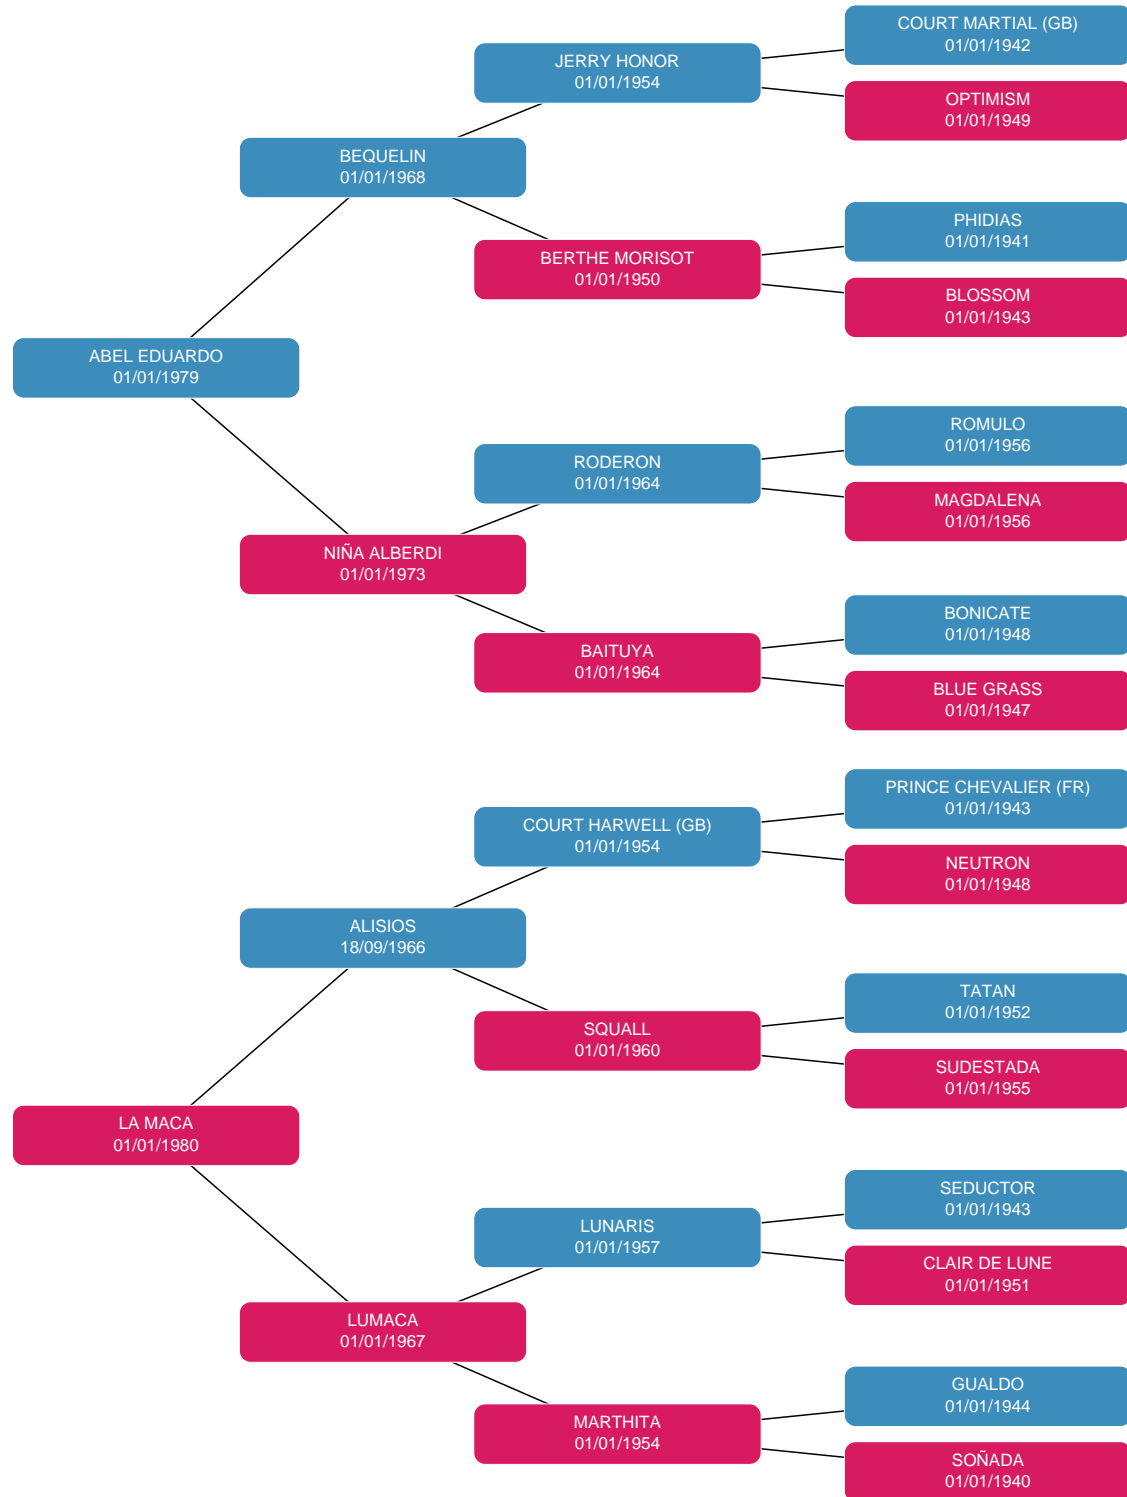 COURT MARTIAL (GB)
01/01/1942
JERRY HONOR
01/01/1954
OPTIMISM
01/01/1949
BEQUELIN
01/01/1968
PHIDIAS
01/01/1941
BERTHE MORISOT
01/01/1950
BLOSSOM
01/01/1943
ABEL EDUARDO
01/01/1979
ROMULO
01/01/1956
RODERON
01/01/1964
MAGDALENA
01/01/1956
NIÑA ALBERDI
01/01/1973
BONICATE
01/01/1948
BAITUYA
01/01/1964
BLUE GRASS
01/01/1947
PRINCE CHEVALIER (FR)
01/01/1943
COURT HARWELL (GB)
01/01/1954
NEUTRON
01/01/1948
ALISIOS
18/09/1966
TATAN
01/01/1952
SQUALL
01/01/1960
SUDESTADA
01/01/1955
LA MACA
01/01/1980
SEDUCTOR
01/01/1943
LUNARIS
01/01/1957
CLAIR DE LUNE
01/01/1951
LUMACA
01/01/1967
GUALDO
01/01/1944
MARTHITA
01/01/1954
SOÑADA
01/01/1940